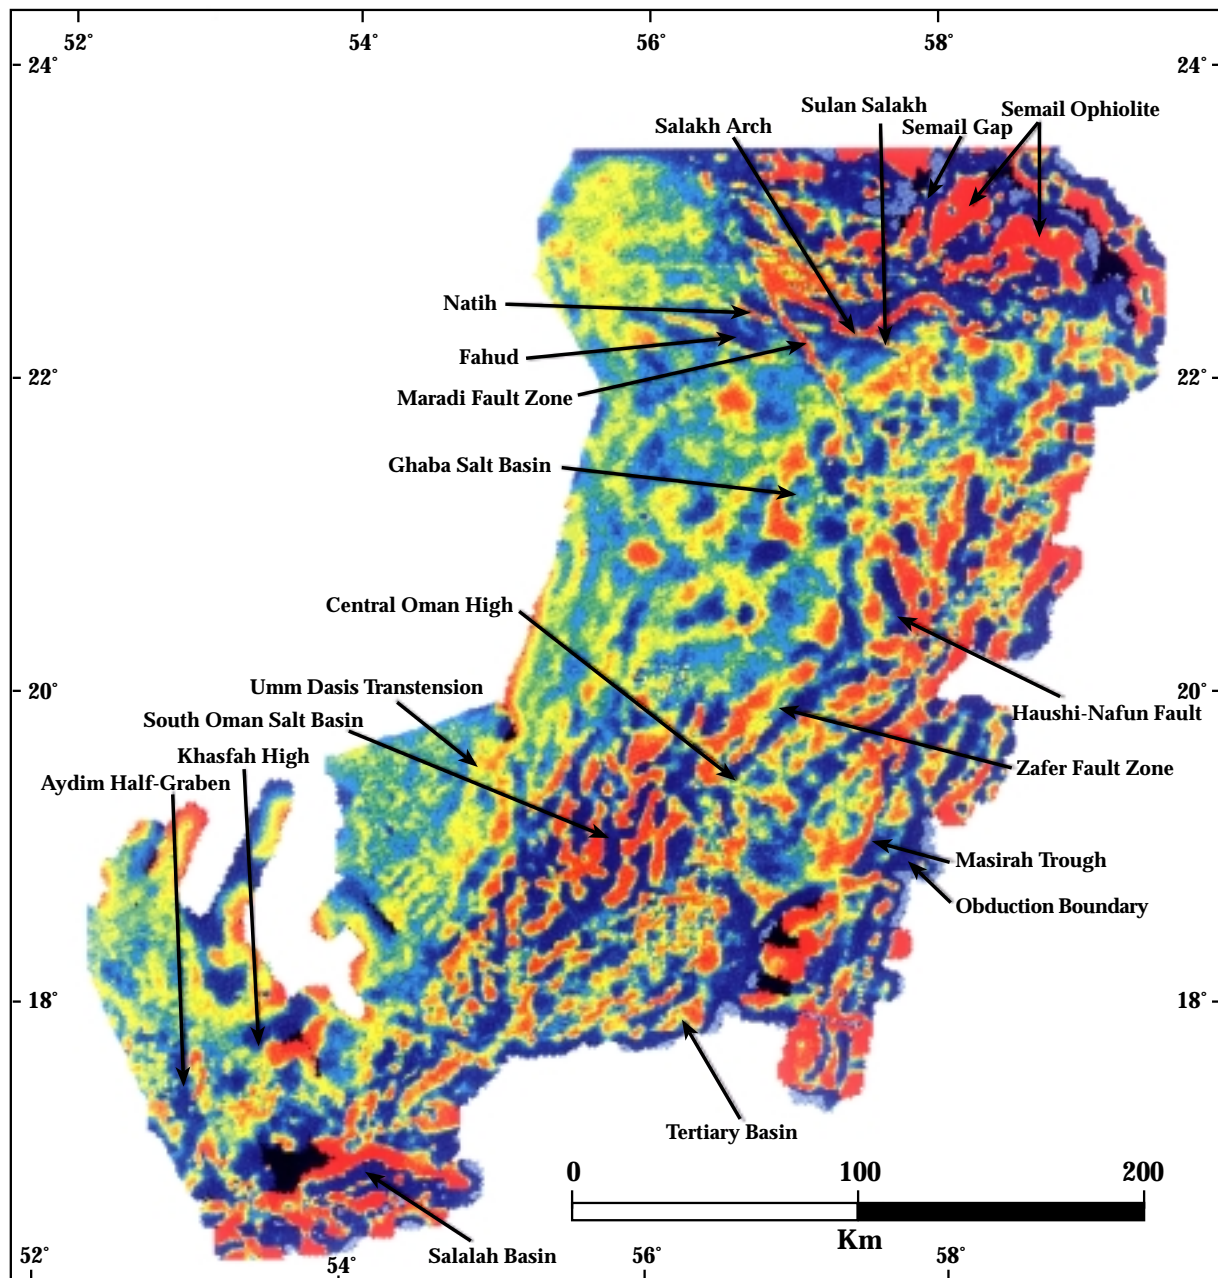 52°
54°
56°
58°
24°
24°
Sulan Salakh
Semail Ophiolite
Salakh Arch
Semail Gap
Natih
Fahud
22°
22°
Maradi Fault Zone
Ghaba Salt Basin
Central Oman High
Umm Dasis Transtension
20°
20°
South Oman Salt Basin
Haushi-Nafun Fault
Khasfah High
Zafer Fault Zone
Aydim Half-Graben
Masirah Trough
Obduction Boundary
18°
18°
Tertiary Basin
0
100
200
Km
Salalah Basin
52°
54°
56°
58°